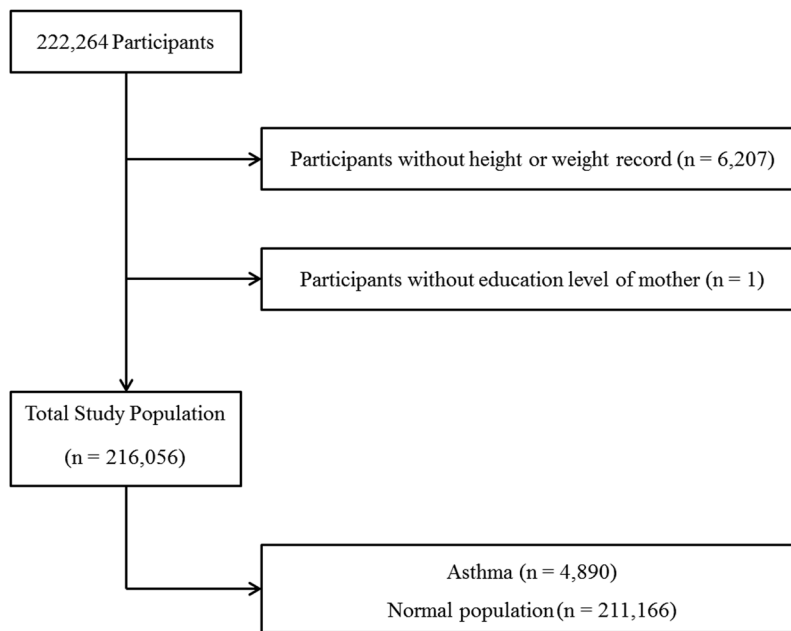 222,264 Participants
Participants without height or weight record (n = 6,207)
Participants without education level of mother (n = 1)
Total Study Population
(n = 216,056)
Asthma (n = 4,890)
Normal population (n = 211,166)